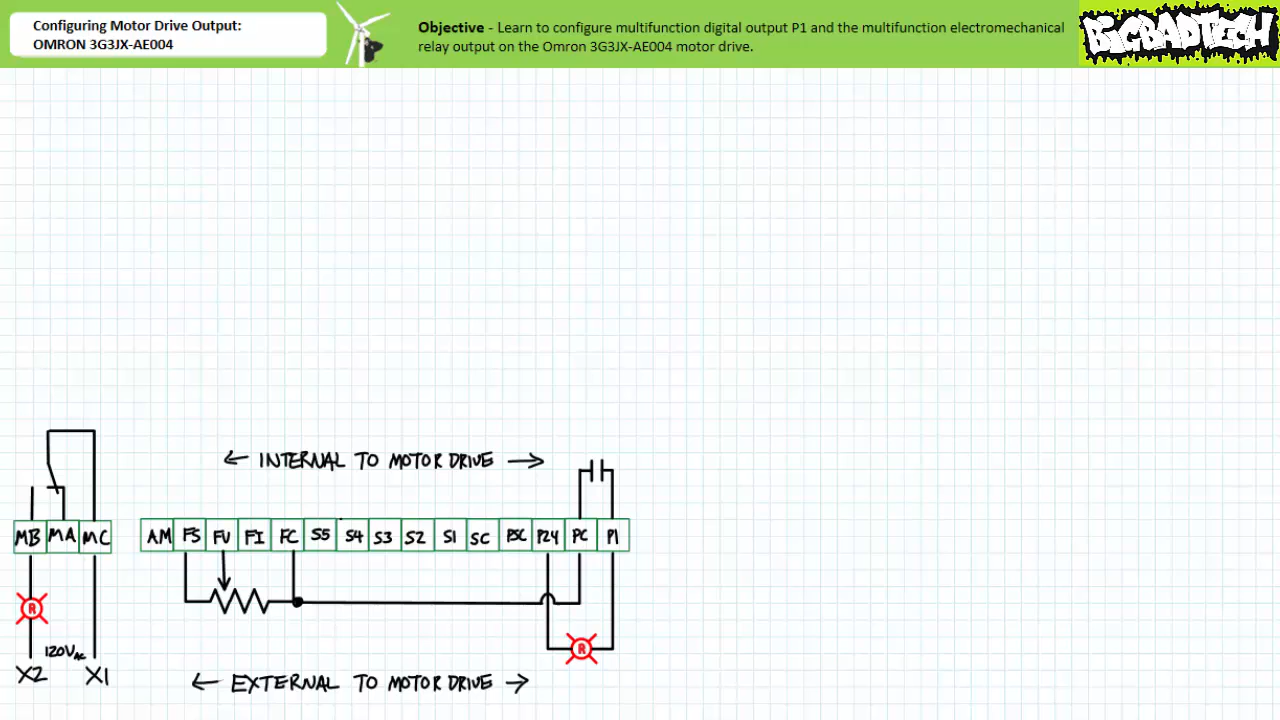 Configuring Motor Drive Output:
OMRON 3G3JX-AE004
Objective - Learn to configure multifunction digital output P1 and the multifunction electromechanical
relay output on the Omron 3G3JX-AE004 motor drive.
BIGBADTECH
← INTERNAL TO MOTOR DRIVE →
MB MA MC AM FS FV FI FC S5 S4 S3 S2 S1 SC PSC P24 PC P1
R
R
120VAC
X2 X1
← EXTERNAL TO MOTOR DRIVE →